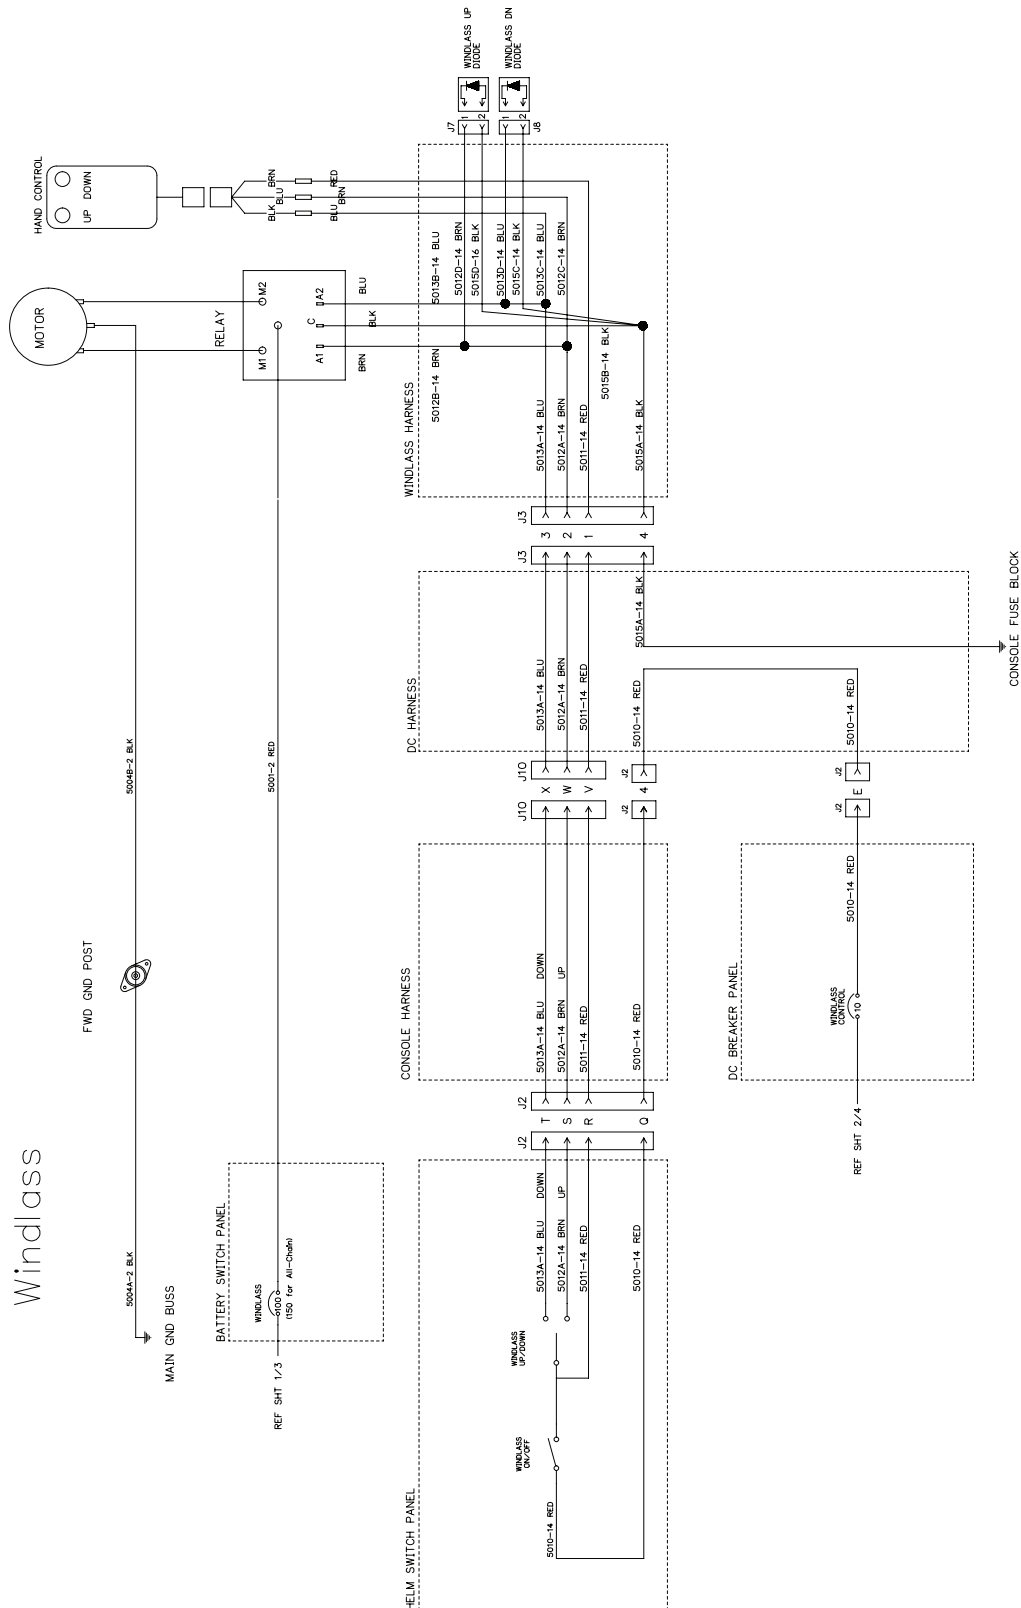 Windlass
MAIN GND BUSS
5004A-2 BLK
FWD GND POST
5004B-2 BLK
MOTOR
HAND CONTROL
UP
DOWN
BATTERY SWITCH PANEL
REF SHT 1/3
WINDLASS
100
(150 for All-Chain)
5001-2 RED
RELAY
M1
M2
A1
C
A2
BRN
BLK
BLU
BLK
BLU
BRN
BLU
BRN
RED
HELM SWITCH PANEL
5010-14 RED
WINDLASS
ON/OFF
WINDLASS
UP/DOWN
5013A-14 BLU DOWN
5012A-14 BRN UP
5011-14 RED
5010-14 RED
J2
T
S
R
Q
J2
CONSOLE HARNESS
5013A-14 BLU DOWN
5012A-14 BRN UP
5011-14 RED
5010-14 RED
J10
X
W
V
J10
J2
4
J2
DC HARNESS
5013A-14 BLU
5012A-14 BRN
5011-14 RED
5010-14 RED
5015A-14 BLK
5010-14 RED
J3
3
2
1
4
J3
WINDLASS HARNESS
5013A-14 BLU
5012A-14 BRN
5011-14 RED
5015A-14 BLK
5012B-14 BRN
5015B-14 BLK
5013B-14 BLU
5012D-14 BRN
5015D-16 BLK
5013D-14 BLU
5015C-14 BLK
5013C-14 BLU
5012C-14 BRN
J7
1
2
WINDLASS UP
DIODE
J8
1
2
WINDLASS DN
DIODE
DC BREAKER PANEL
REF SHT 2/4
WINDLASS
CONTROL
10
5010-14 RED
J2
E
J2
CONSOLE FUSE BLOCK